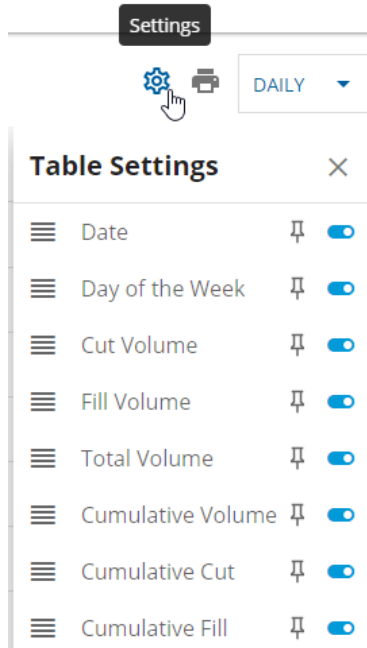 Settings
DAILY
Table Settings
Date
Day of the Week
Cut Volume
Fill Volume
Total Volume
Cumulative Volume
Cumulative Cut
Cumulative Fill